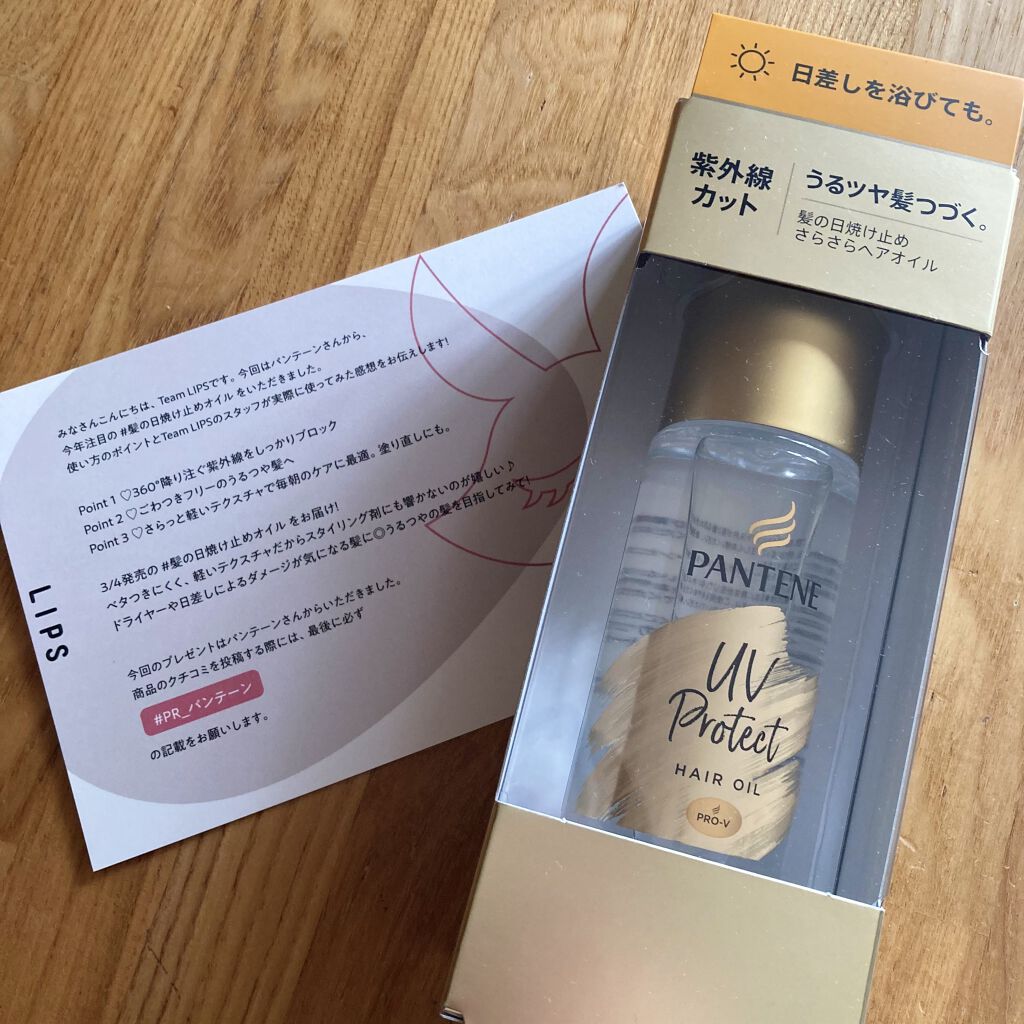 みなさんこんにちは、Team LIPSです。今回はパンテーンさんから、
今年注目の #髪の日焼け止めオイル をいただきました。
使い方のポイントとTeam LIPSのスタッフが実際に使ってみた感想をお伝えします!
Point 1 ♡360°降り注ぐ紫外線をしっかりブロック
Point 2 ♡ごわつきフリーのうるつや髪へ
Point 3 ♡さらっと軽いテクスチャで毎朝のケアに最適。塗り直しにも。
3/4発売の #髪の日焼け止めオイル をお届け!
ベタつきにくく、軽いテクスチャだからスタイリング剤にも響かないのが嬉しい♪
ドライヤーや日差しによるダメージが気になる髪に◎うるつやの髪を目指してみて!
今回のプレゼントはパンテーンさんからいただきました。
商品のクチコミを投稿する際には、最後に必ず
#PR_パンテーン
の記載をお願いします。
LIPS
日差しを浴びても。
紫外線
カット
うるツヤ髪つづく。
髪の日焼け止め
さらさらヘアオイル
PANTENE
UV
Protect
HAIR OIL
PRO-V